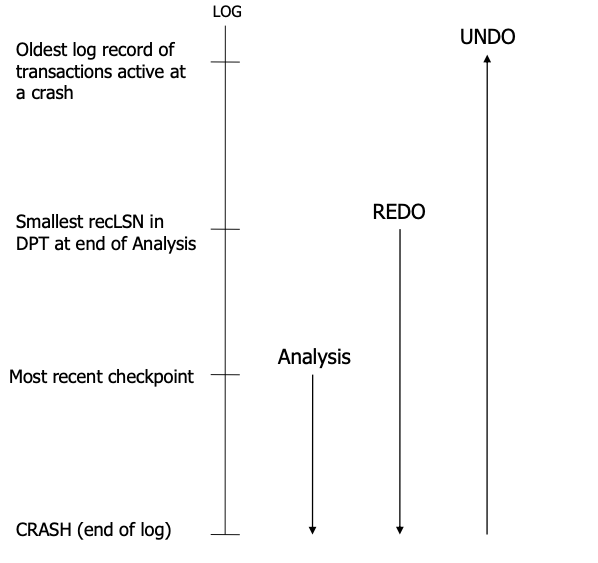 LOG
UNDO
Oldest log record of
transactions active at
a crash
REDO
Smallest recLSN in
DPT at end of Analysis
Analysis
Most recent checkpoint
CRASH (end of log)